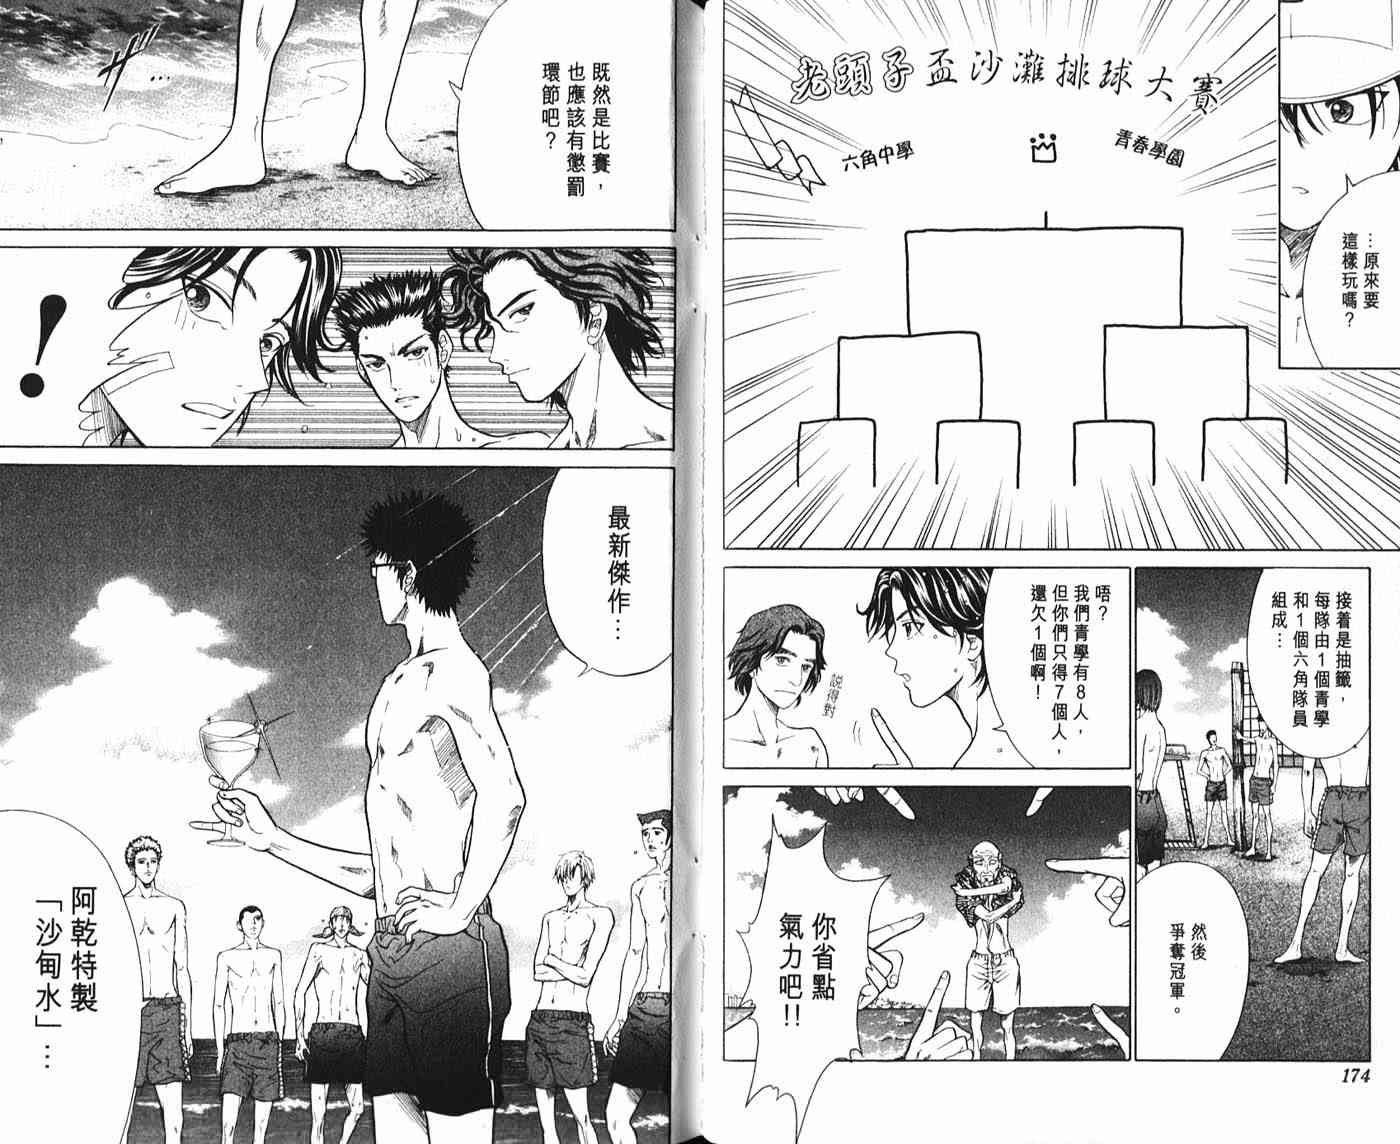 老頭子盃沙灘排球大賽
六角中學
青春學園
…原來要
這樣玩嗎？
接着是抽籤，
每隊由１個青學
和１個六角隊員
組成…
然後
爭奪冠軍。
唔？
我們青學有８人，
但你們只得７個人，
還欠１個啊！
説得對
你省點
氣力吧!!
174
既然是比賽，
也應該有懲罰
環節吧？
最新傑作…
阿乾特製
「沙甸水」…